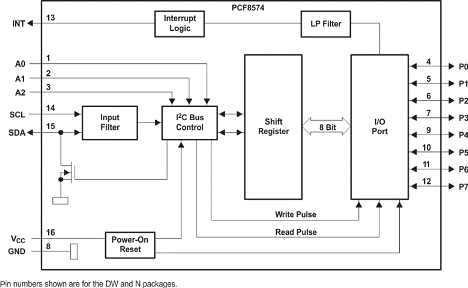 PCF8574
INT 13
Interrupt
Logic
LP Filter
A0 1
A1 2
A2 3
SCL 14
SDA 15
Input
Filter
I²C Bus
Control
Shift
Register
8 Bit
I/O
Port
4 P0
5 P1
6 P2
7 P3
9 P4
10 P5
11 P6
12 P7
Write Pulse
Read Pulse
VCC 16
GND 8
Power-On
Reset
Pin numbers shown are for the DW and N packages.